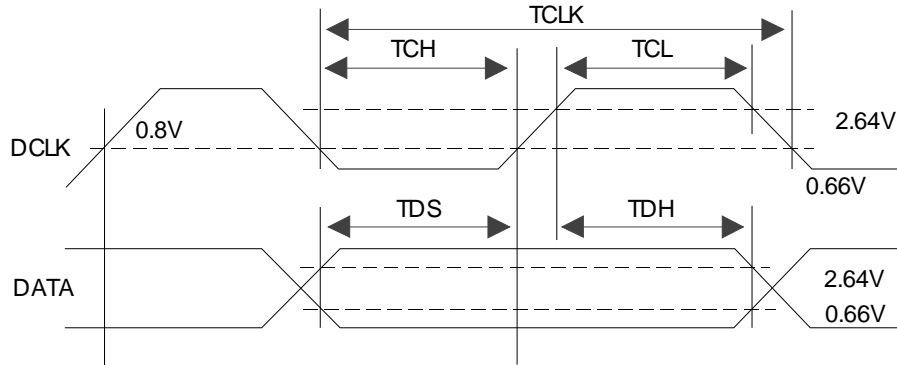 TCLK
TCH TCL
0.8V 2.64V
DCLK
0.66V
TDS TDH
DATA 2.64V
0.66V